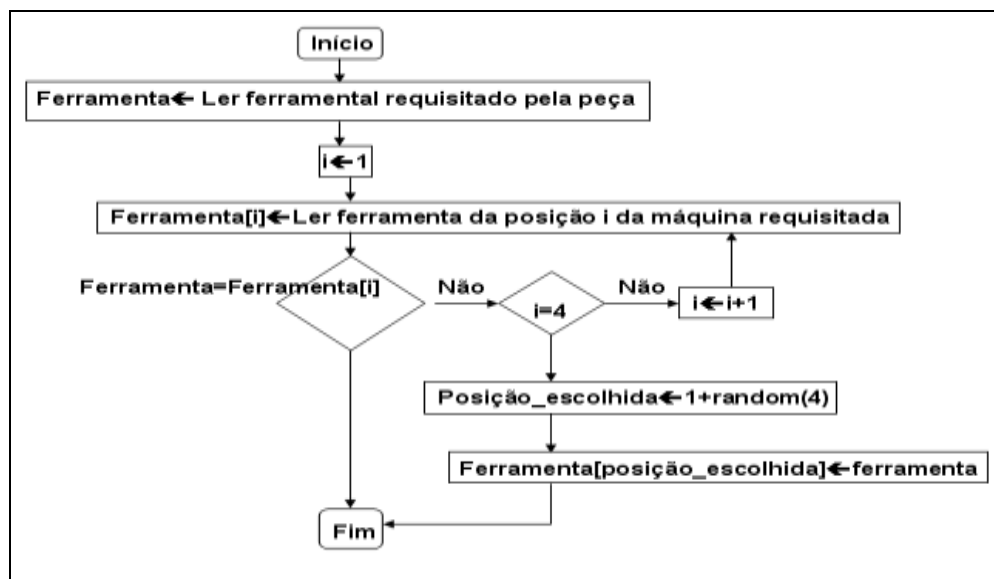 Início
Ferramenta← Ler ferramental requisitado pela peça
i←1
Ferramenta[i]←Ler ferramenta da posição i da máquina requisitada
Ferramenta=Ferramenta[i]
Não
i=4
Não
i←i+1
Posição_escolhida←1+random(4)
Ferramenta[posição_escolhida]←ferramenta
Fim